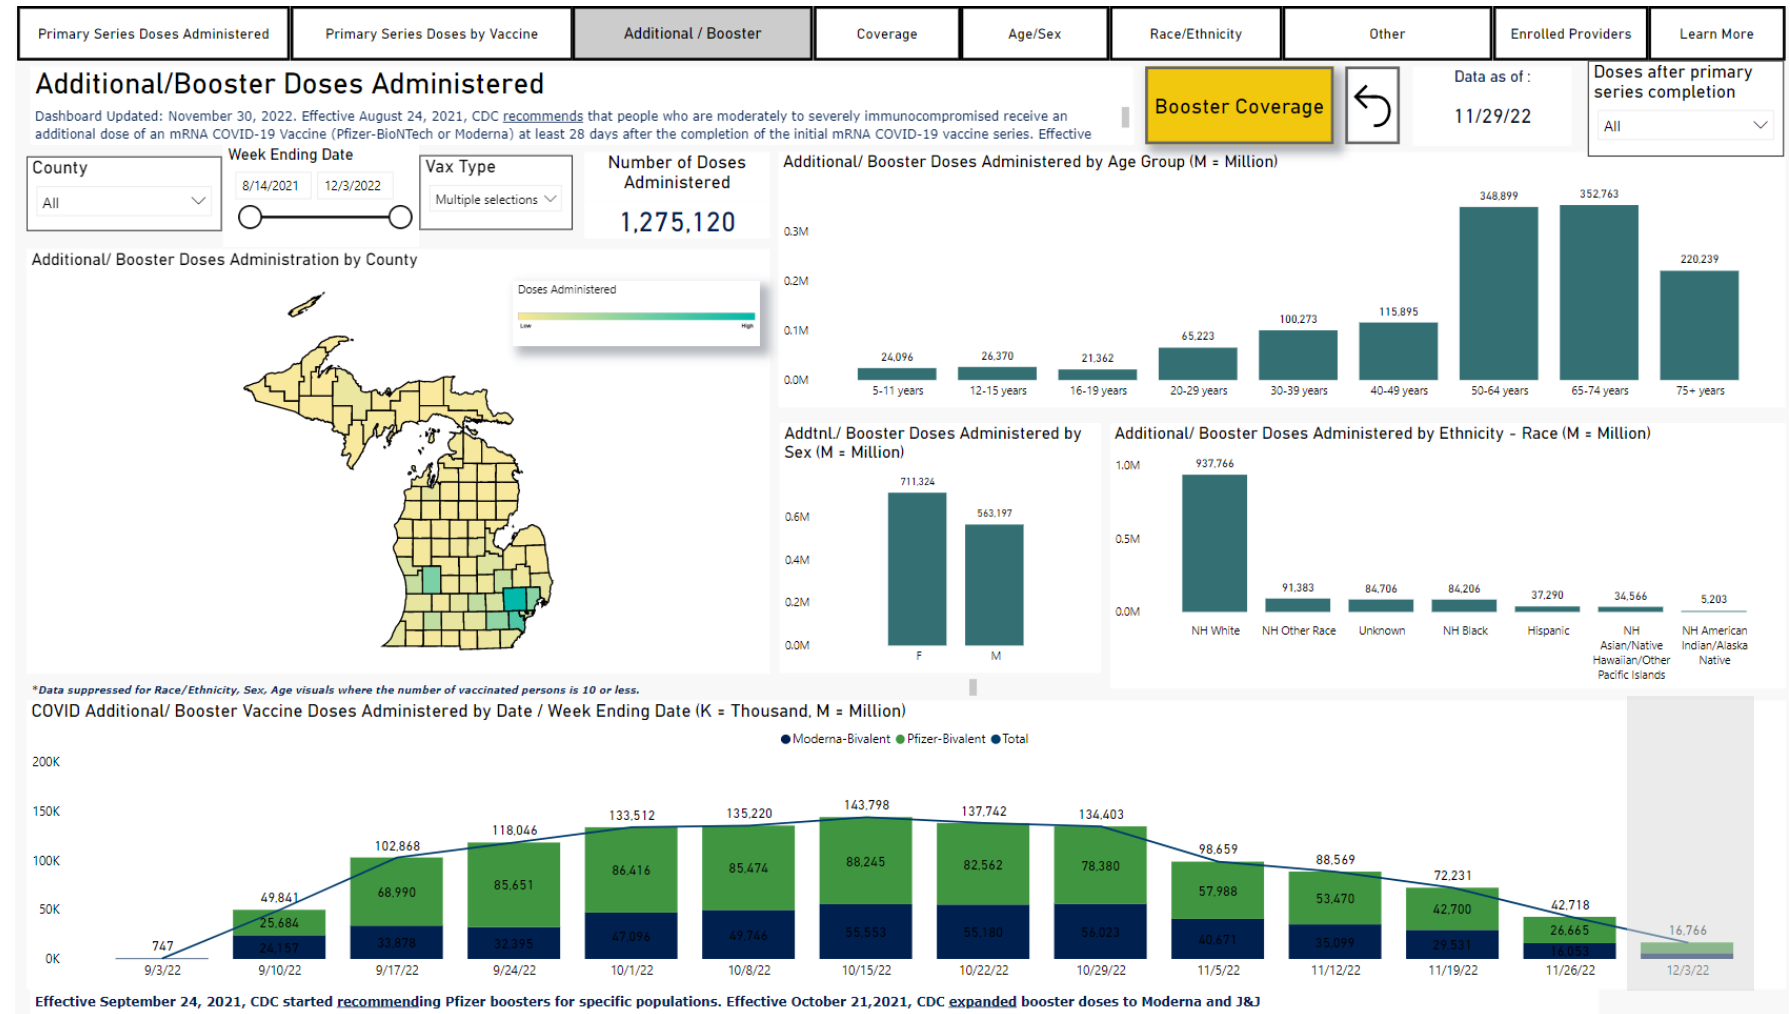 Primary Series Doses Administered
Primary Series Doses by Vaccine
Additional / Booster
Coverage
Age/Sex
Race/Ethnicity
Other
Enrolled Providers
Learn More
Additional/Booster Doses Administered
Dashboard Updated: November 30, 2022. Effective August 24, 2021, CDC recommends that people who are moderately to severely immunocompromised receive an
additional dose of an mRNA COVID-19 Vaccine (Pfizer-BioNTech or Moderna) at least 28 days after the completion of the initial mRNA COVID-19 vaccine series. Effective
Booster Coverage
Data as of :
11/29/22
Doses after primary
series completion
All
County
All
Week Ending Date
8/14/2021
12/3/2022
Vax Type
Multiple selections
Number of Doses
Administered
1,275,120
Additional/ Booster Doses Administration by County
Doses Administered
Low
High
Additional/ Booster Doses Administered by Age Group (M = Million)
0.3M
0.2M
0.1M
0.0M
24,096
26,370
21,362
65,223
100,273
115,895
348,899
352,763
220,239
5-11 years
12-15 years
16-19 years
20-29 years
30-39 years
40-49 years
50-64 years
65-74 years
75+ years
Addtnl./ Booster Doses Administered by
Sex (M = Million)
0.6M
0.4M
0.2M
0.0M
711,324
563,197
F
M
Additional/ Booster Doses Administered by Ethnicity - Race (M = Million)
1.0M
0.5M
0.0M
937,766
91,383
84,706
84,206
37,290
34,566
5,203
NH White
NH Other Race
Unknown
NH Black
Hispanic
NH
Asian/Native
Hawaiian/Other
Pacific Islands
NH American
Indian/Alaska
Native
*Data suppressed for Race/Ethnicity, Sex, Age visuals where the number of vaccinated persons is 10 or less.
COVID Additional/ Booster Vaccine Doses Administered by Date / Week Ending Date (K = Thousand, M = Million)
Moderna-Bivalent
Pfizer-Bivalent
Total
200K
150K
100K
50K
0K
747
49,841
102,868
118,046
133,512
135,220
143,798
137,742
134,403
98,659
88,569
72,231
42,718
16,766
25,684
68,990
85,651
86,416
85,474
88,245
82,562
78,380
57,988
53,470
42,700
26,665
24,157
33,878
32,395
47,096
49,746
55,553
55,180
56,023
40,671
35,099
29,531
16,053
9/3/22
9/10/22
9/17/22
9/24/22
10/1/22
10/8/22
10/15/22
10/22/22
10/29/22
11/5/22
11/12/22
11/19/22
11/26/22
12/3/22
Effective September 24, 2021, CDC started recommending Pfizer boosters for specific populations. Effective October 21,2021, CDC expanded booster doses to Moderna and J&J